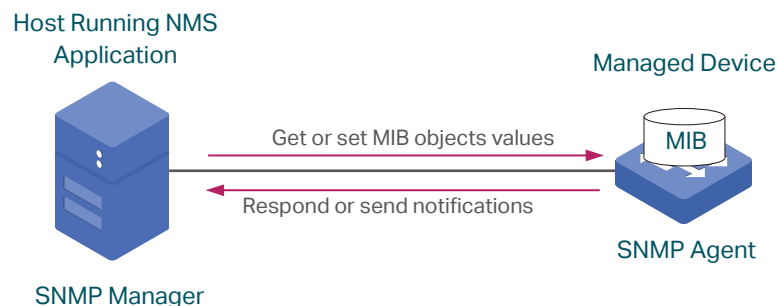 Host Running NMS
Application
Managed Device
MIB
Get or set MIB objects values
Respond or send notifications
SNMP Agent
SNMP Manager